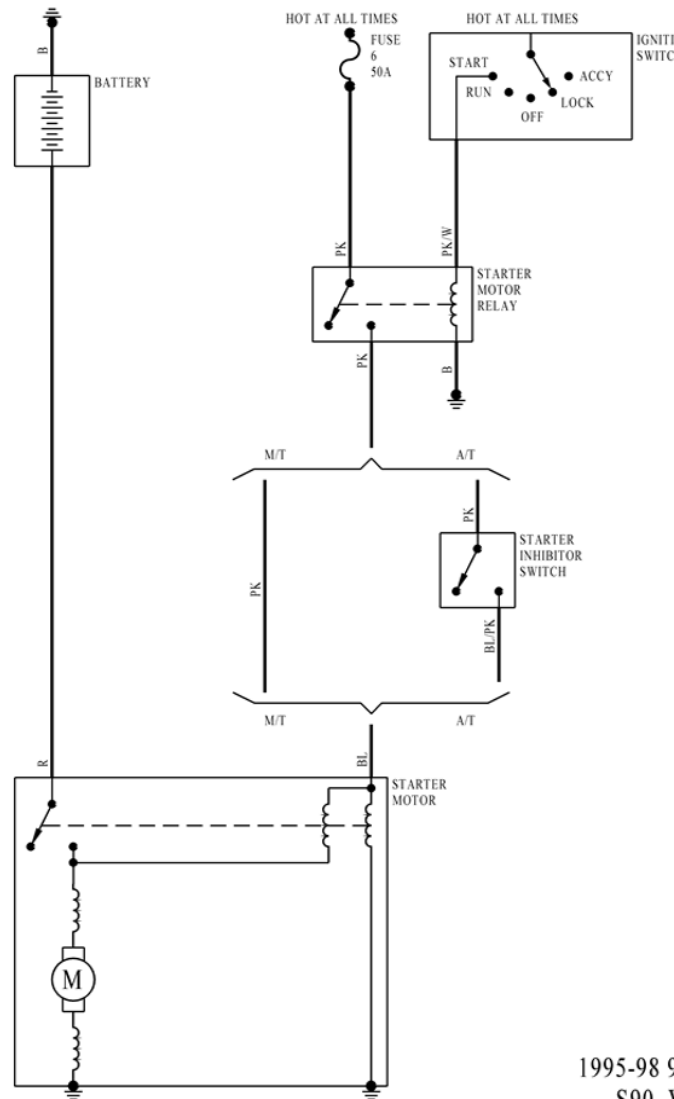 HOT AT ALL TIMES
HOT AT ALL TIMES
B
BATTERY
FUSE
6
50A
START
RUN
OFF
LOCK
ACCY
PK
PK/W
STARTER
MOTOR
RELAY
PK
B
M/T
A/T
PK
PK
STARTER
INHIBITOR
SWITCH
BL/PK
M/T
A/T
R
BL
STARTER
MOTOR
M
1995-98